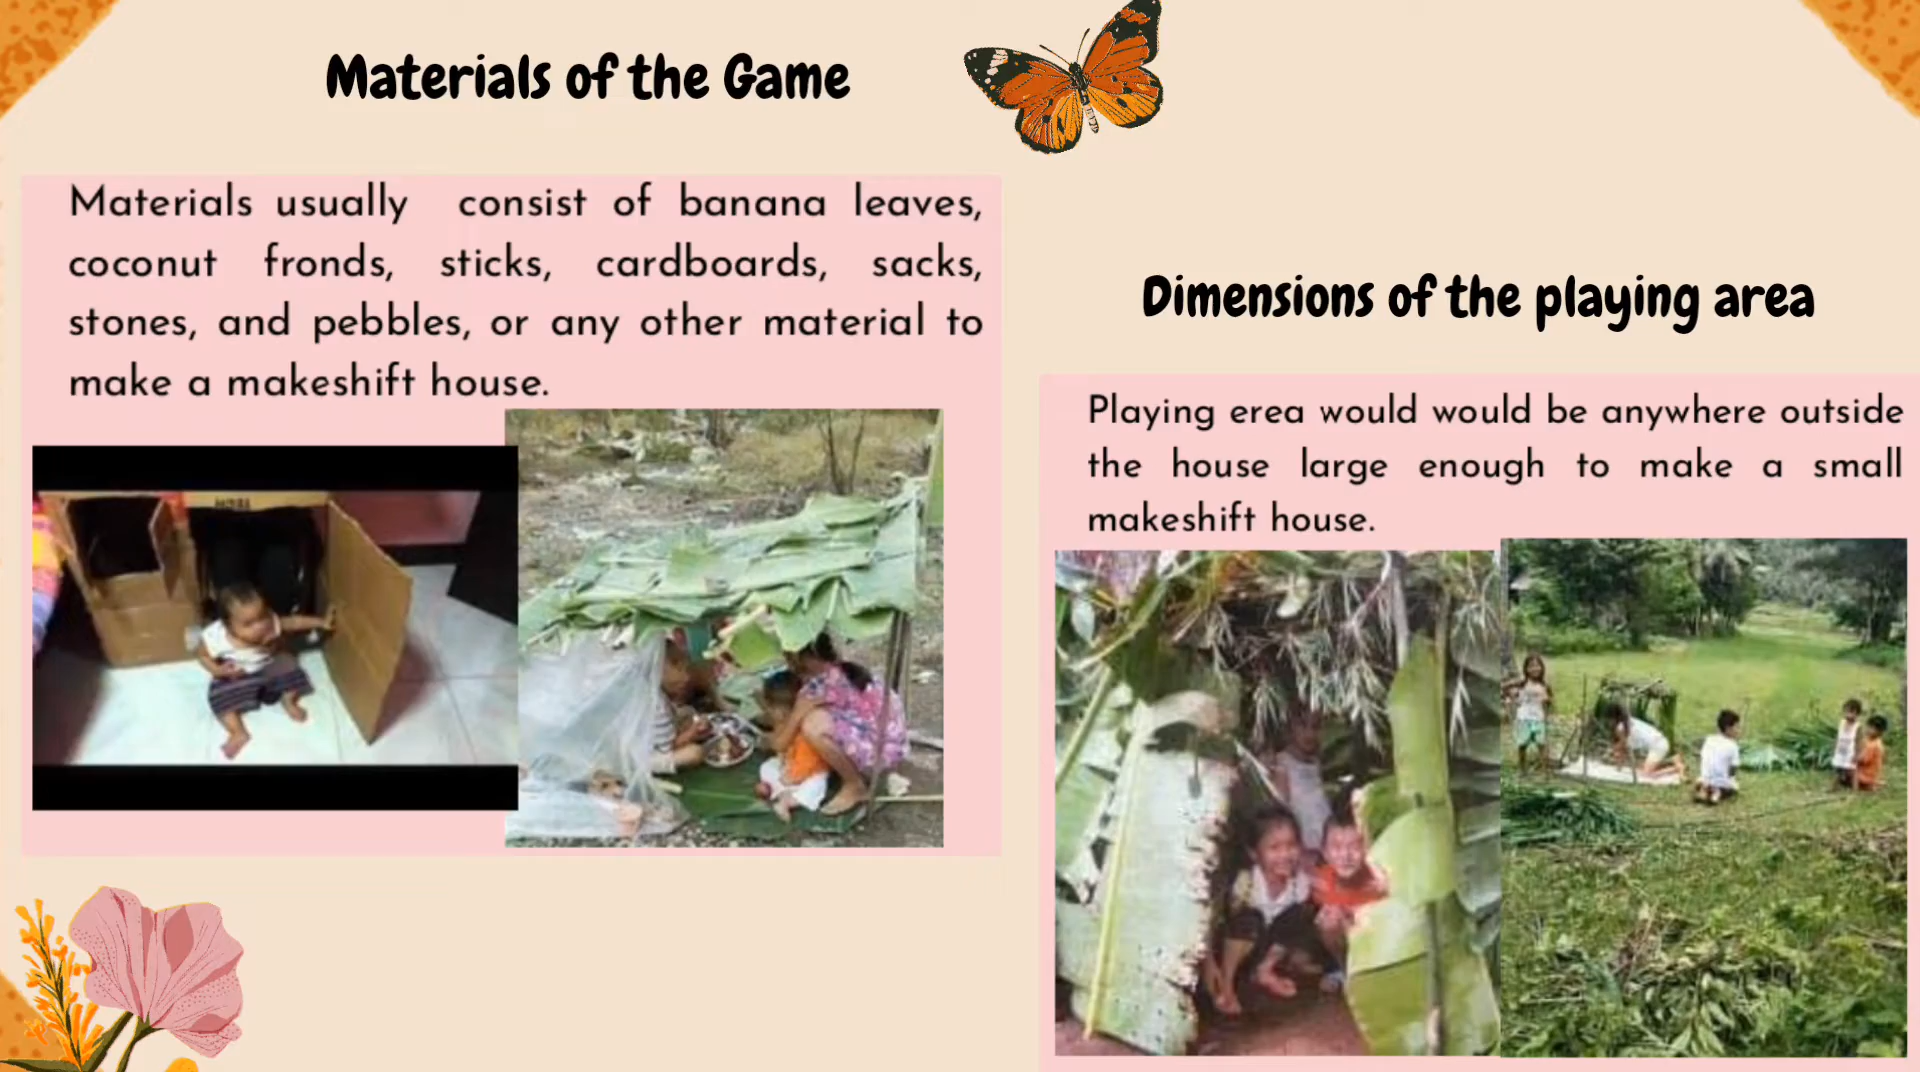 Materials of the Game
Materials usually consist of banana leaves,
coconut fronds, sticks, cardboards, sacks,
stones, and pebbles, or any other material to
make a makeshift house.
Dimensions of the playing area
Playing erea would would be anywhere outside
the house large enough to make a small
makeshift house.